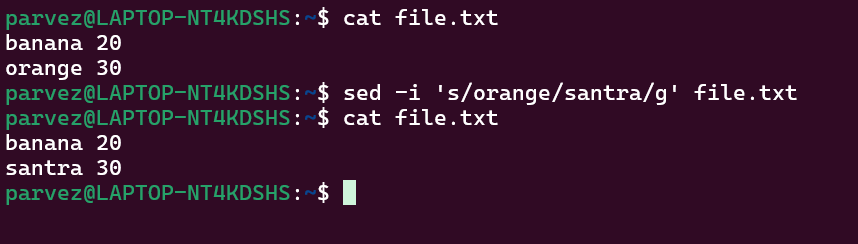 parvez@LAPTOP-NT4KDSHS:~$ cat file.txt
banana 20
orange 30
parvez@LAPTOP-NT4KDSHS:~$ sed -i 's/orange/santra/g' file.txt
parvez@LAPTOP-NT4KDSHS:~$ cat file.txt
banana 20
santra 30
parvez@LAPTOP-NT4KDSHS:~$